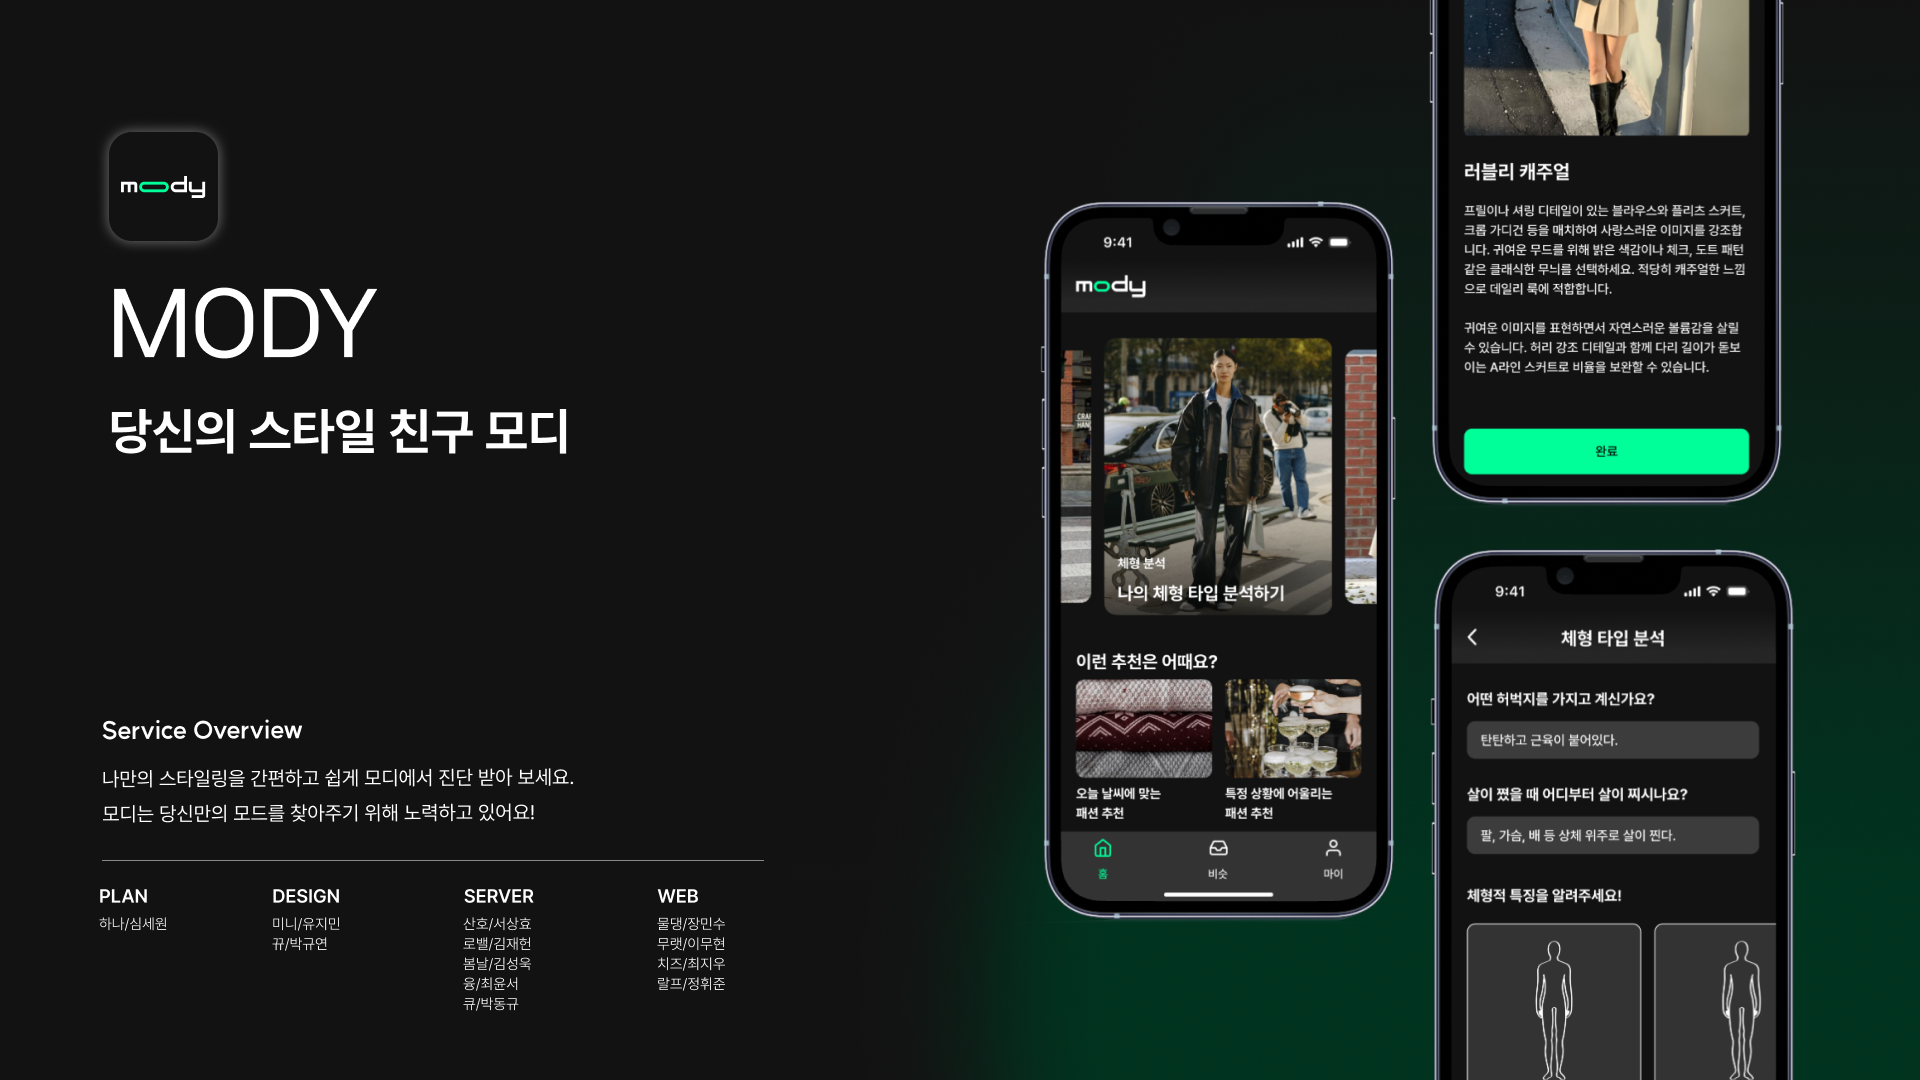 mody
MODY
당신의 스타일 친구 모디
Service Overview
나만의 스타일링을 간편하고 쉽게 모디에서 진단 받아 보세요.
모디는 당신만의 모드를 찾아주기 위해 노력하고 있어요!
PLAN
하나/심세원
DESIGN
미니/유지민
뀨/박규연
SERVER
산호/서상효
로밸/김재헌
봄날/김성욱
융/최윤서
큐/박동규
WEB
물댕/장민수
무랫/이무현
치즈/최지우
랄프/정휘준
9:41
mody
체형 분석
나의 체형 타입 분석하기
이런 추천은 어때요?
오늘 날씨에 맞는
패션 추천
특정 상황에 어울리는
패션 추천
홈
비슷
마이
러블리 캐주얼
프릴이나 셔링 디테일이 있는 블라우스와 플리츠 스커트,
크롭 가디건 등을 매치하여 사랑스러운 이미지를 강조합
니다. 귀여운 무드를 위해 밝은 색감이나 체크, 도트 패턴
같은 클래식한 무늬를 선택하세요. 적당히 캐주얼한 느낌
으로 데일리 룩에 적합합니다.
귀여운 이미지를 표현하면서 자연스러운 볼륨감을 살릴
수 있습니다. 허리 강조 디테일과 함께 다리 길이가 돋보
이는 A라인 스커트로 비율을 보완할 수 있습니다.
완료
9:41
체형 타입 분석
어떤 허벅지를 가지고 계신가요?
탄탄하고 근육이 붙어있다.
살이 쪘을 때 어디부터 살이 찌시나요?
팔, 가슴, 배 등 상체 위주로 살이 찐다.
체형적 특징을 알려주세요!